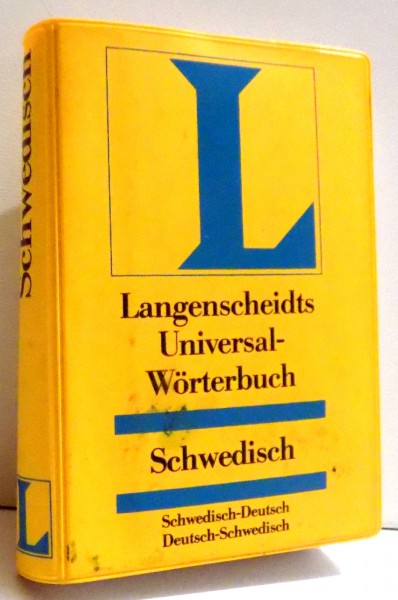 L
Langenscheidts
Universal-
Wörterbuch
Schwedisch
Schwedisch-Deutsch
Deutsch-Schwedisch
Schwedisch
L